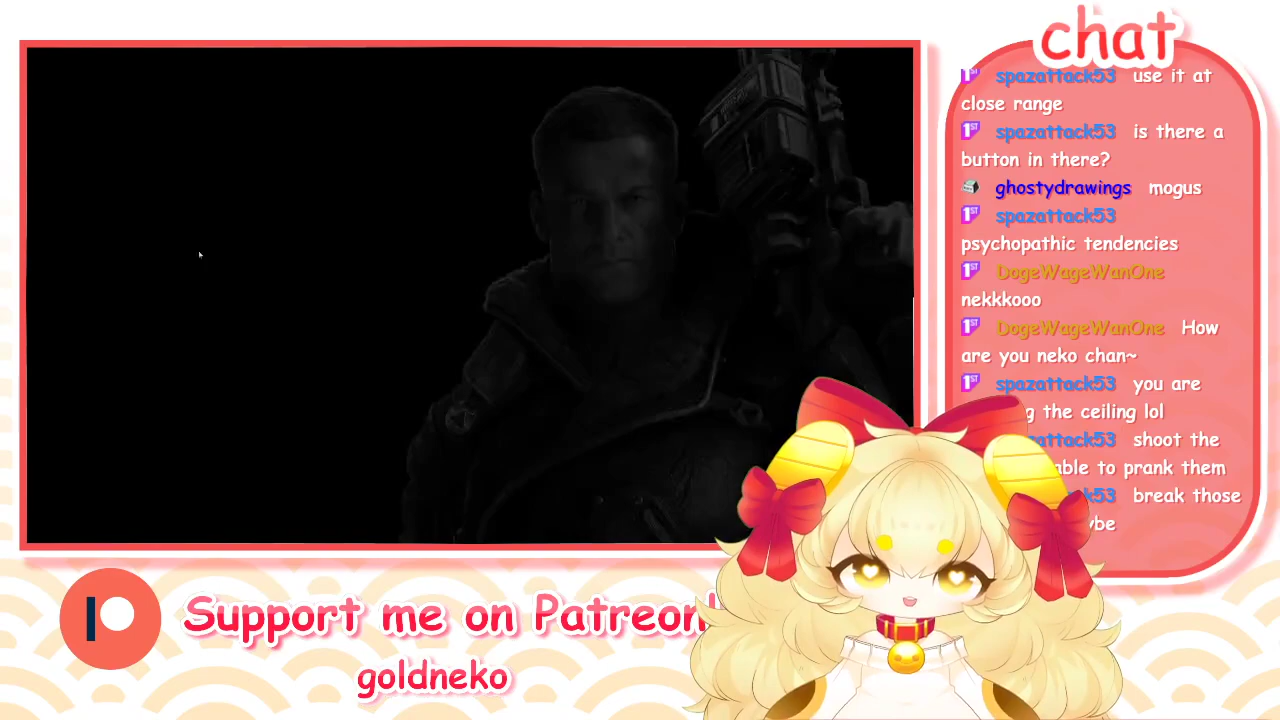 chat
spazattack53 use it at
close range
spazattack53 is there a
button in there?
ghostydrawings mogus
spazattack53
psychopathic tendencies
DogeWageWanOne
nekkkooo
DogeWageWanOne How
are you neko chan~
spazattack53 you are
the ceiling lol
shoot the
to prank them
break those
Support me on Patreon!
goldneko